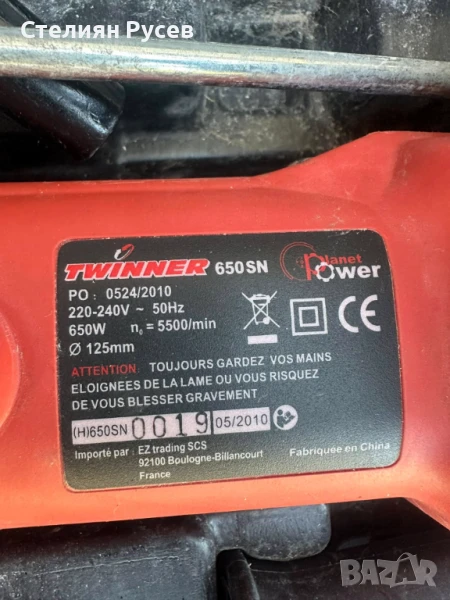 Стелиян Русев
TWINNER 650SN
Planet Power
PO : 0524/2010
220-240V ~ 50Hz
650W n₀ = 5500/min
Ø 125mm
CE
ATTENTION: TOUJOURS GARDEZ VOS MAINS
ELOIGNEES DE LA LAME OU VOUS RISQUEZ
DE VOUS BLESSER GRAVEMENT
(H)650SN 0019 05/2010
Importé par : EZ trading SCS
92100 Boulogne-Billancourt
France
Fabriquee en China
BAZAR